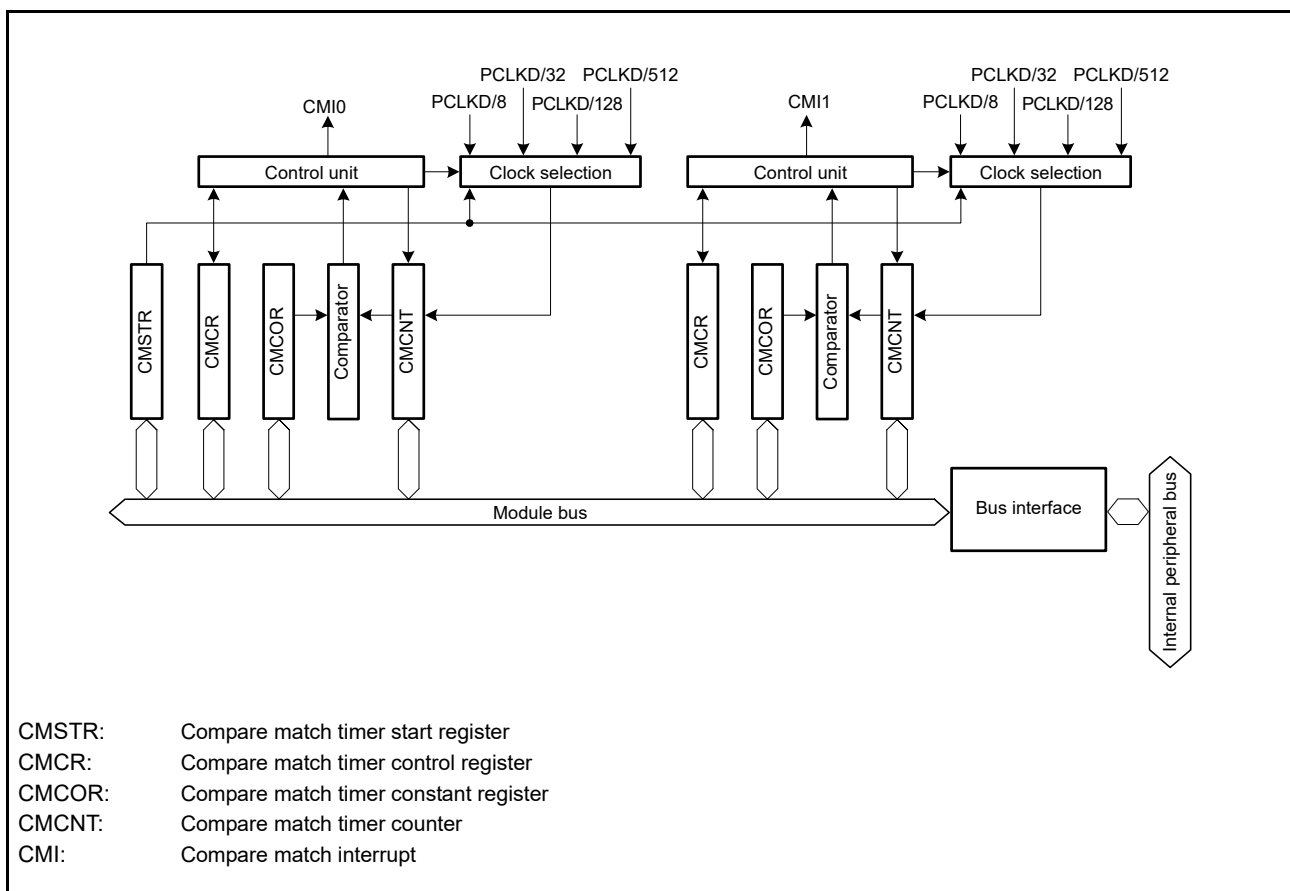 PCLKD/32 PCLKD/512
PCLKD/8 PCLKD/128
CMI0
PCLKD/32 PCLKD/512
PCLKD/8 PCLKD/128
CMI1
Control unit
Clock selection
Control unit
Clock selection
CMSTR
CMCR
CMCOR
Comparator
CMCNT
CMCR
CMCOR
Comparator
CMCNT
Module bus
Bus interface
Internal peripheral bus
CMSTR: Compare match timer start register
CMCR: Compare match timer control register
CMCOR: Compare match timer constant register
CMCNT: Compare match timer counter
CMI: Compare match interrupt